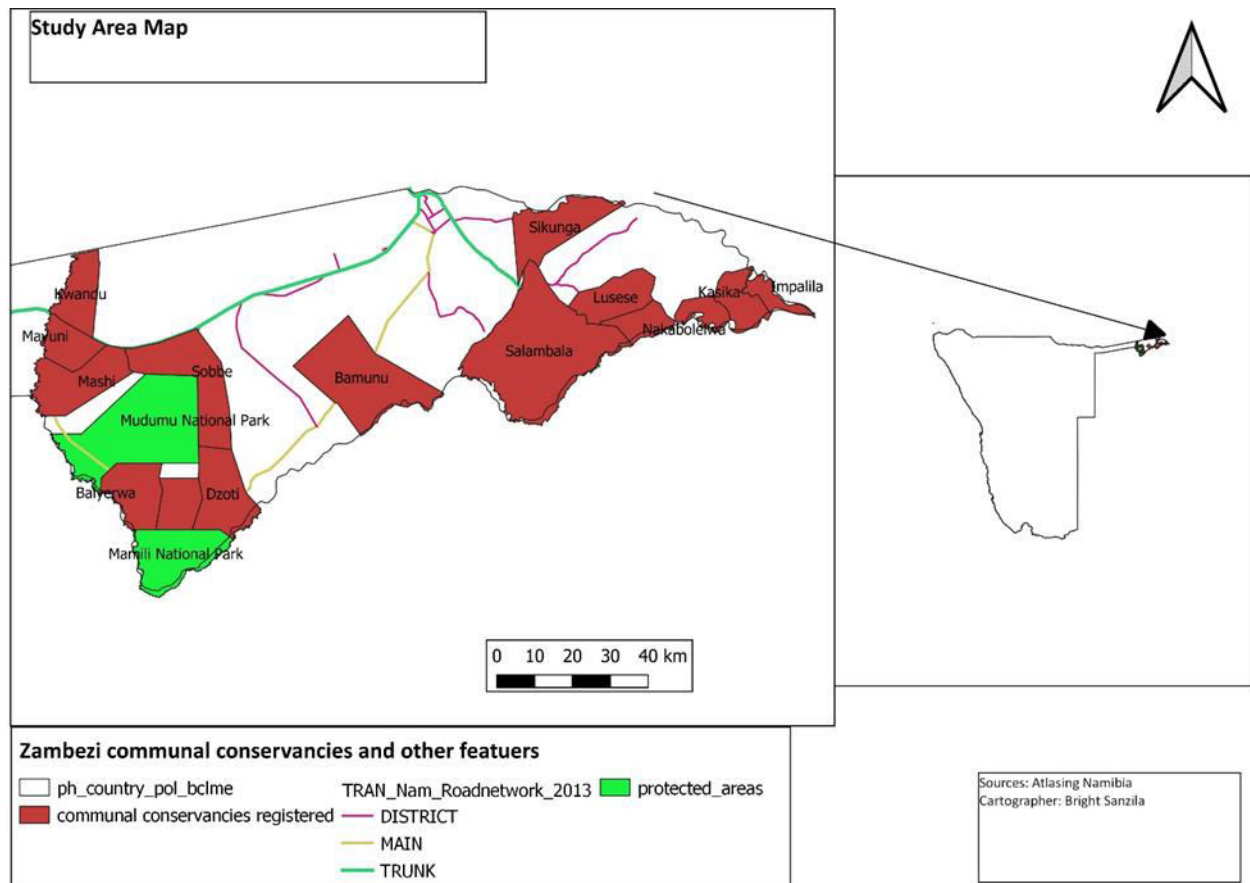 Study Area Map
Sikunga
Kwandu
Impalila
Kasika
Lusese
Nakabolelwa
Mayuni
Salambala
Sobbe
Mashi
Bamunu
Mudumu National Park
Balyerwa
Dzoti
Mamili National Park
0 10 20 30 40 km
Zambezi communal conservancies and other featuers
ph_country_pol_bclme
communal conservancies registered
TRAN_Nam_Roadnetwork_2013
DISTRICT
MAIN
TRUNK
protected_areas
Sources: Atlasing Namibia
Cartographer: Bright Sanzila